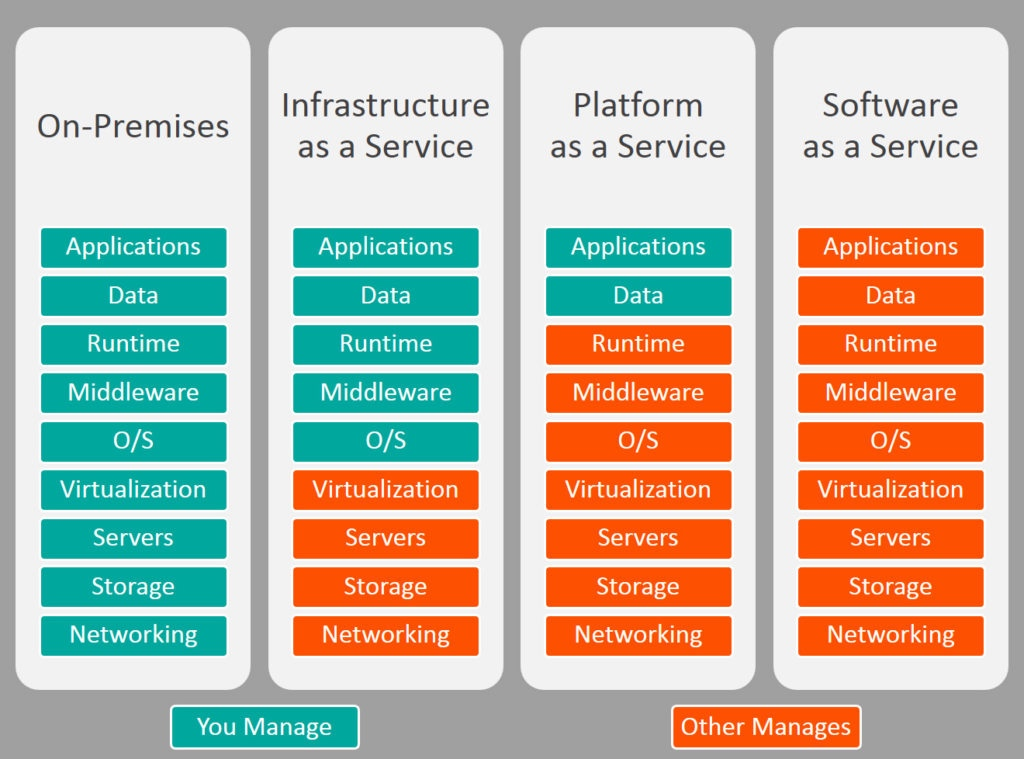 On-Premises
Applications
Data
Runtime
Middleware
O/S
Virtualization
Servers
Storage
Networking
Infrastructure
as a Service
Applications
Data
Runtime
Middleware
O/S
Virtualization
Servers
Storage
Networking
Platform
as a Service
Applications
Data
Runtime
Middleware
O/S
Virtualization
Servers
Storage
Networking
Software
as a Service
Applications
Data
Runtime
Middleware
O/S
Virtualization
Servers
Storage
Networking
You Manage
Other Manages